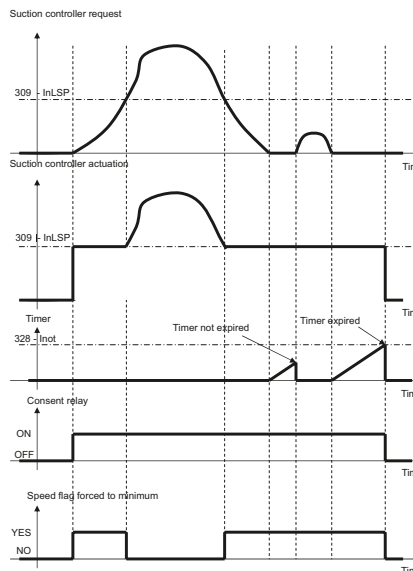 Suction controller request
309 - InLSP
Tim
Suction controller actuation
309 - InLSP
Tim
Timer
328 - Inot
Timer not expired
Timer expired
Tim
Consent relay
ON
OFF
Tim
Speed flag forced to minimum
YES
NO
Tim